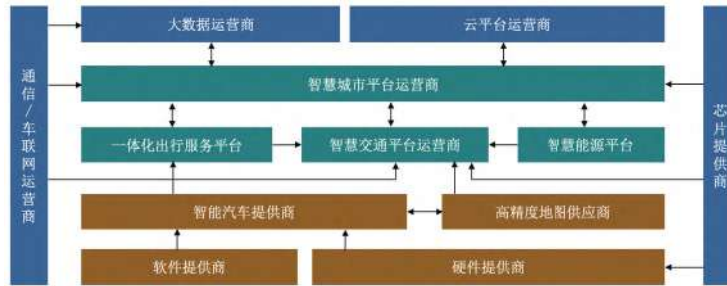 大数据运营商
云平台运营商
通信/车联网运营商
智慧城市平台运营商
芯片提供商
一体化出行服务平台
智慧交通平台运营商
智慧能源平台
智能汽车提供商
高精度地图供应商
软件提供商
硬件提供商